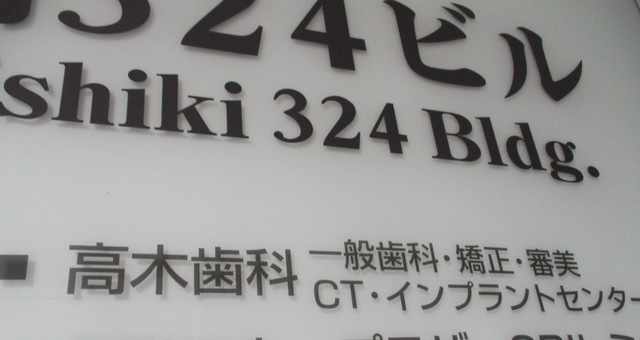 324ビル
shiki 324 Bldg.
高木歯科 一般歯科・矯正・審美
CT・インプラントセンター